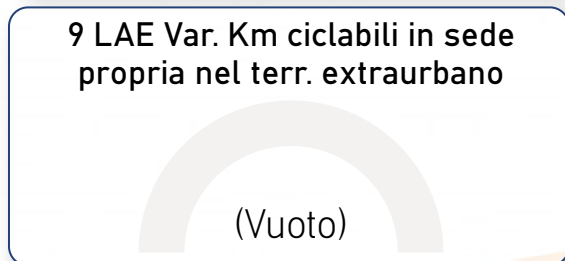 9 LAE Var. Km ciclabili in sede
propria nel terr. extraurbano
(Vuoto)